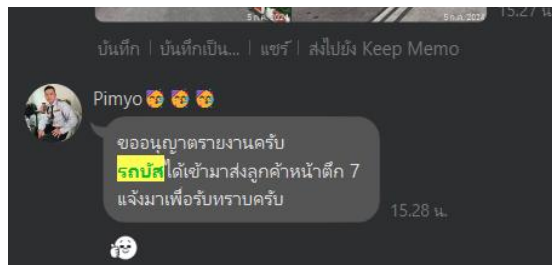 15.27 น
บันทึก | บันทึกเป็น... | แชร์ | ส่งไปยัง Keep Memo
Pimyo
ขออนุญาตรายงานครับ
รถบัสได้เข้ามาส่งลูกค้าหน้าตึก 7
แจ้งมาเพื่อรับทราบครับ
15.28 น.